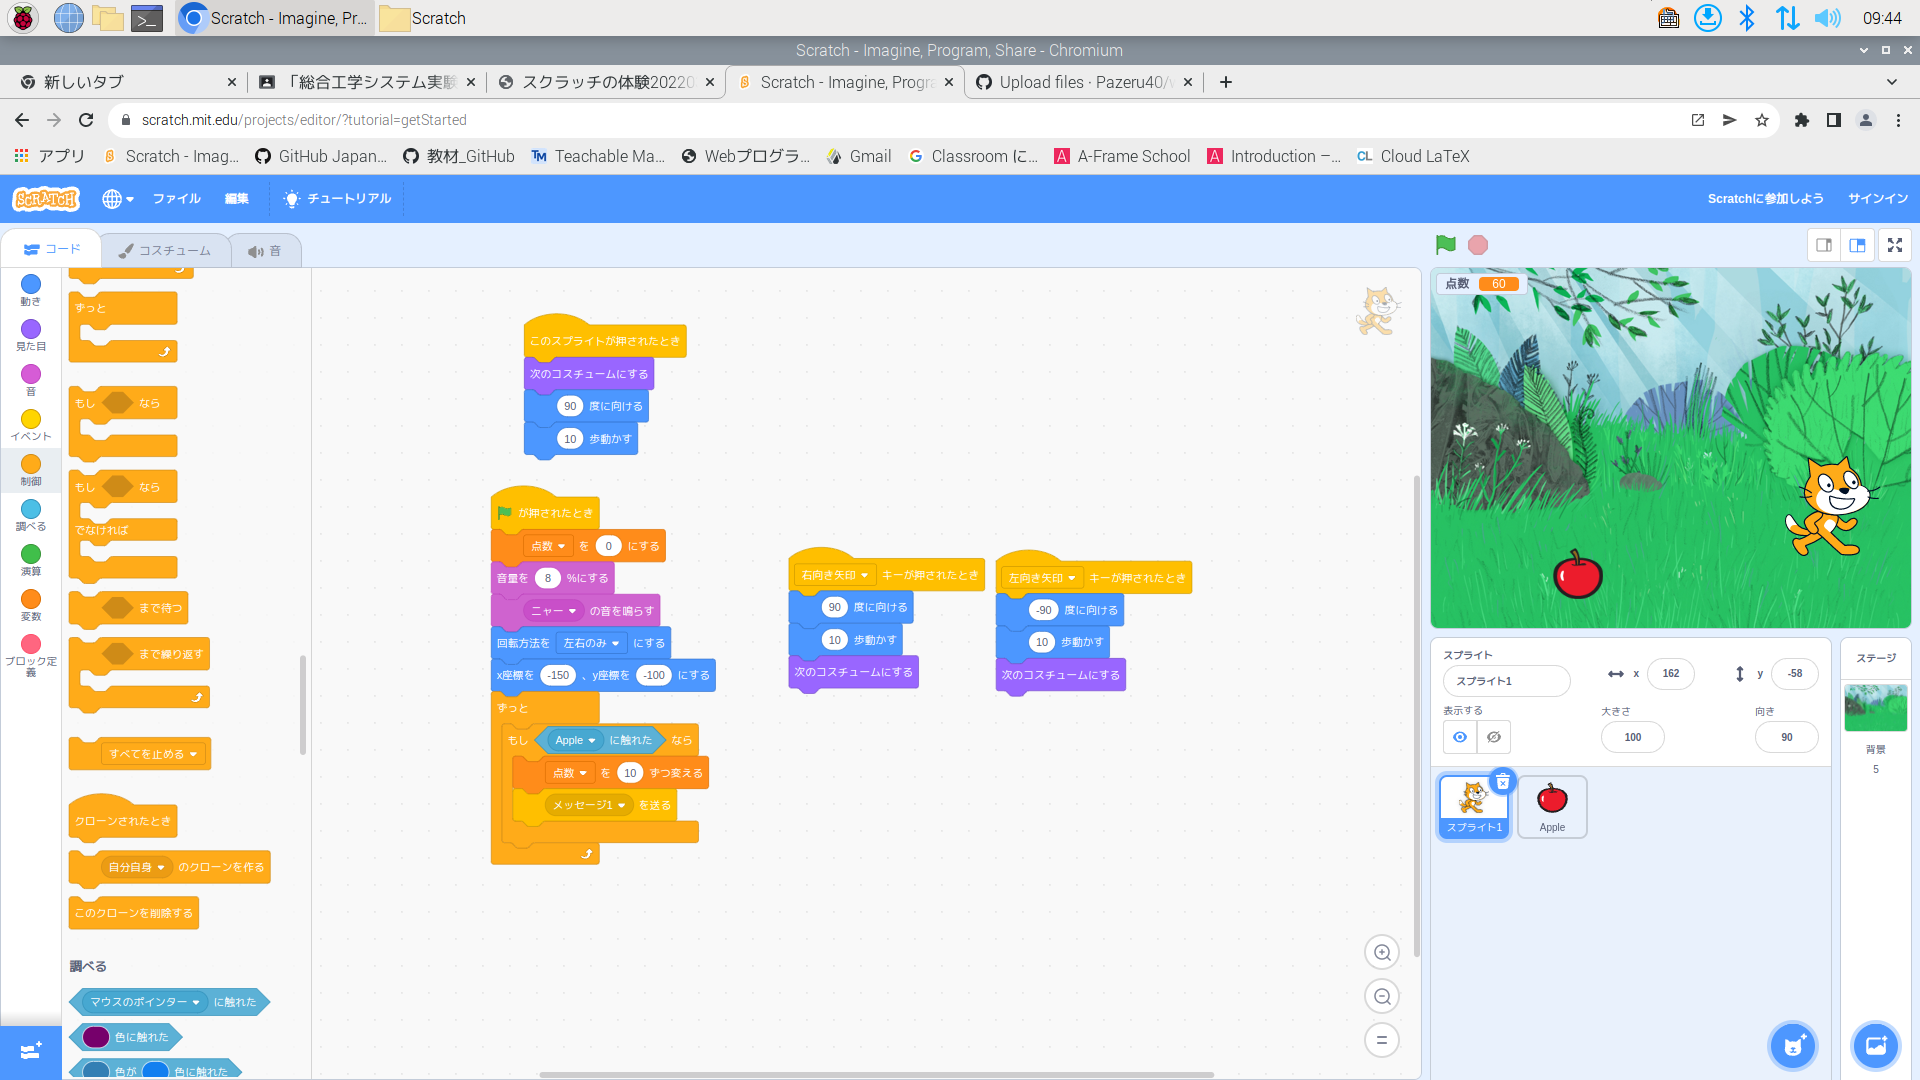 Scratch - Imagine, Pr...
Scratch
09:44
Scratch - Imagine, Program, Share - Chromium
新しいタブ
「総合工学システム実験
スクラッチの体験20220
Scratch - Imagine, Progra
Upload files · Pazeru40/w
scratch.mit.edu/projects/editor/?tutorial=getStarted
アプリ
Scratch - Imag...
GitHub Japan...
教材_GitHub
Teachable Ma...
Webプログラ...
Gmail
Classroom に...
A-Frame School
Introduction –...
Cloud LaTeX
SCRATCH
ファイル
編集
チュートリアル
Scratchに参加しよう
サインイン
コード
コスチューム
音
動き
見た目
音
イベント
制御
調べる
演算
変数
ブロック定義
ずっと
もし なら
もし なら
でなければ
まで待つ
まで繰り返す
すべてを止める
クローンされたとき
自分自身 のクローンを作る
このクローンを削除する
調べる
マウスのポインター に触れた
色に触れた
色が 色に触れた
このスプライトが押されたとき
次のコスチュームにする
90 度に向ける
10 歩動かす
が押されたとき
点数 を 0 にする
音量を 8 %にする
ニャー の音を鳴らす
回転方法を 左右のみ にする
x座標を -150 、y座標を -100 にする
ずっと
もし Apple に触れた なら
点数 を 10 ずつ変える
メッセージ1 を送る
右向き矢印 キーが押されたとき
90 度に向ける
10 歩動かす
次のコスチュームにする
左向き矢印 キーが押されたとき
-90 度に向ける
10 歩動かす
次のコスチュームにする
点数 60
スプライト
スプライト1
x 162
y -58
表示する
大きさ
100
向き
90
スプライト1
Apple
ステージ
背景
5